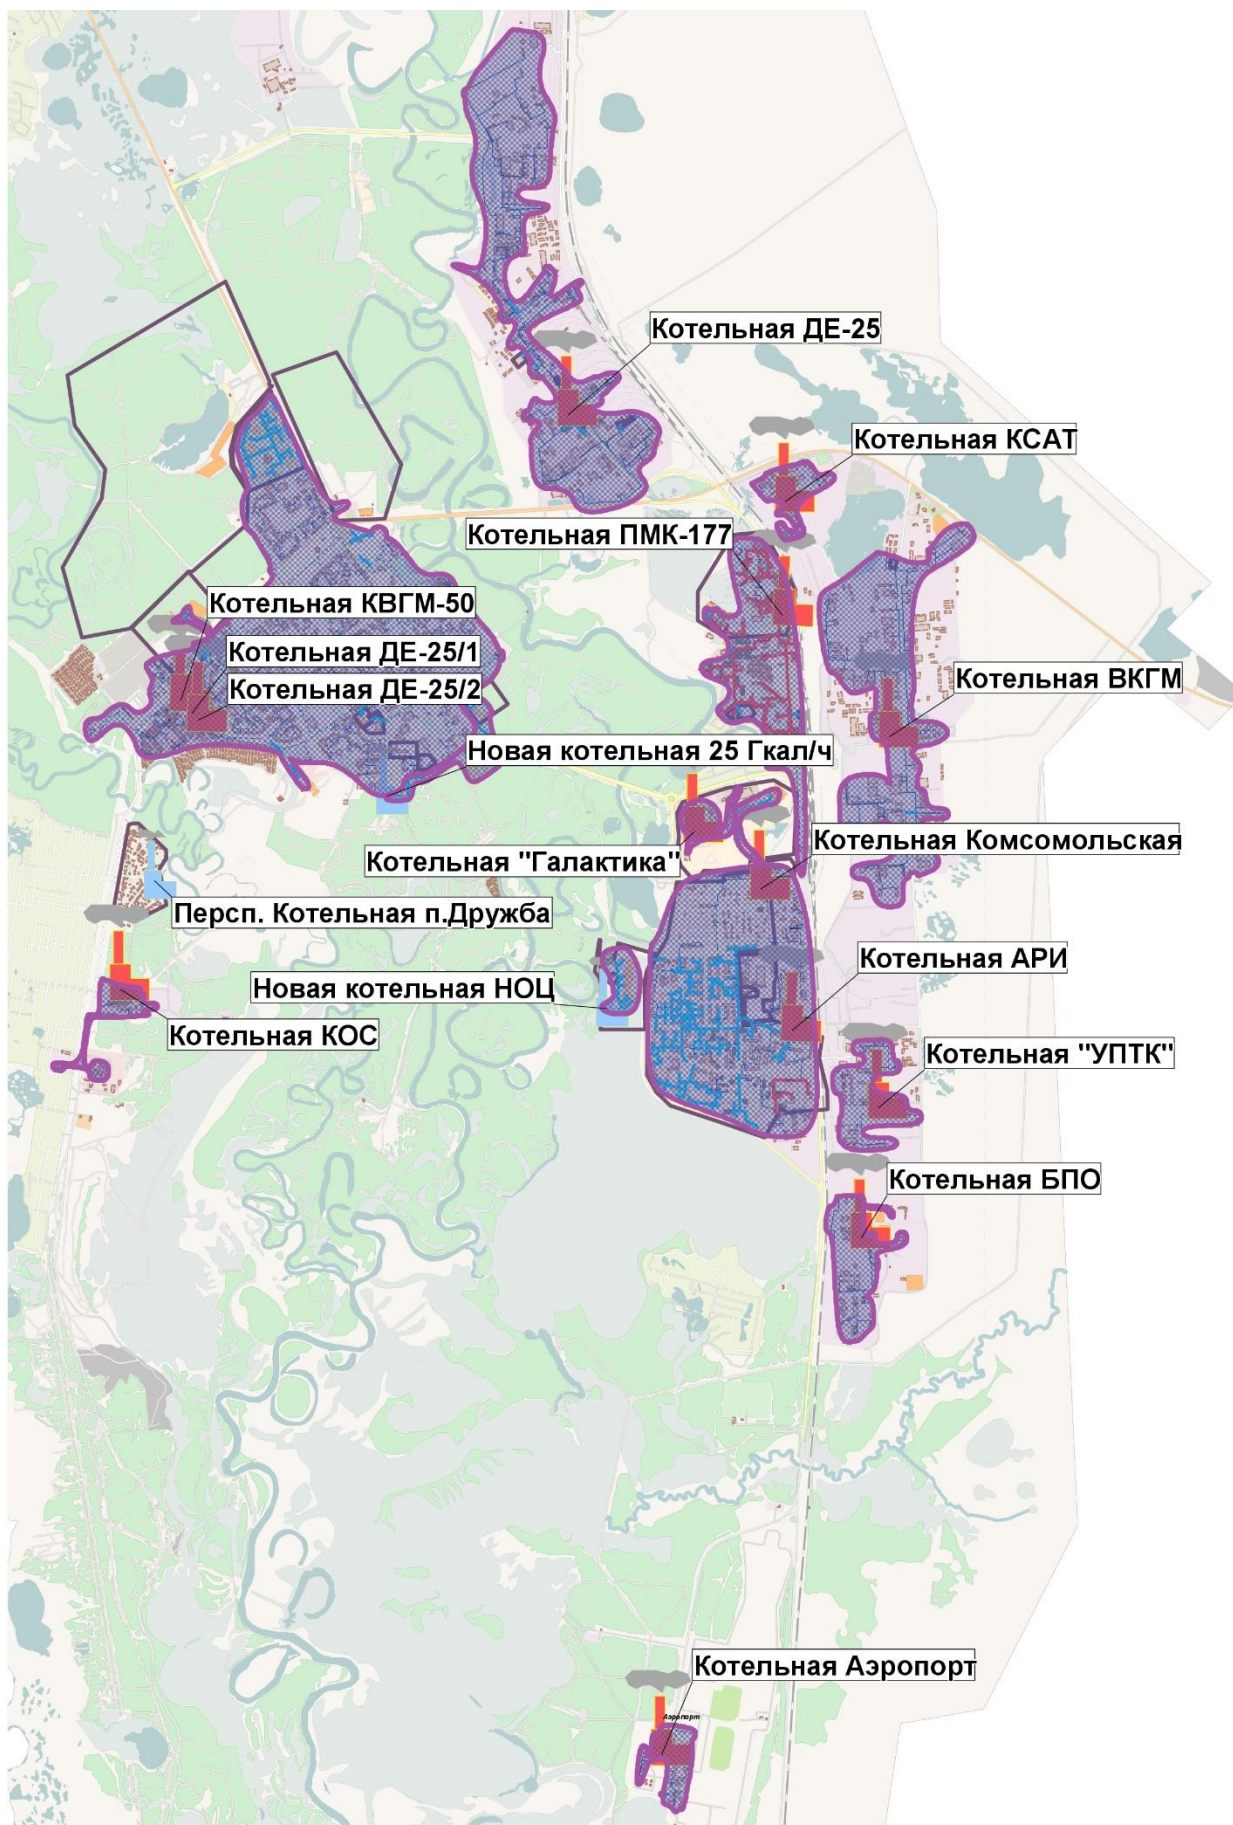 Котельная ДЕ-25
Котельная КСАТ
Котельная ПМК-177
Котельная КВГМ-50
Котельная ДЕ-25/1
Котельная ДЕ-25/2
Котельная ВКГМ
Новая котельная 25 Гкал/ч
Котельная Комсомольская
Котельная "Галактика"
Персп. Котельная п.Дружба
Котельная АРИ
Новая котельная НОЦ
Котельная КОС
Котельная "УПТК"
Котельная БПО
Котельная Аэропорт
Аэропорт